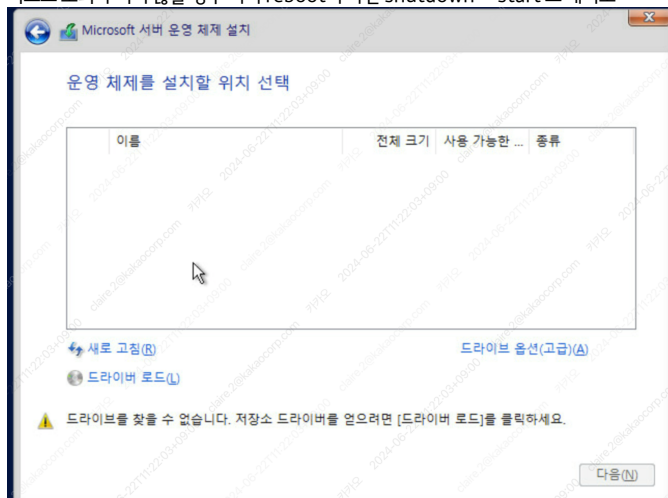 Microsoft 서버 운영 체제 설치
운영 체제를 설치할 위치 선택
이름 전체 크기 사용 가능한 ... 종류
새로 고침(R) 드라이브 옵션(고급)(A)
드라이버 로드(L)
드라이브를 찾을 수 없습니다. 저장소 드라이버를 얻으려면 [드라이버 로드]를 클릭하세요.
다음(N)